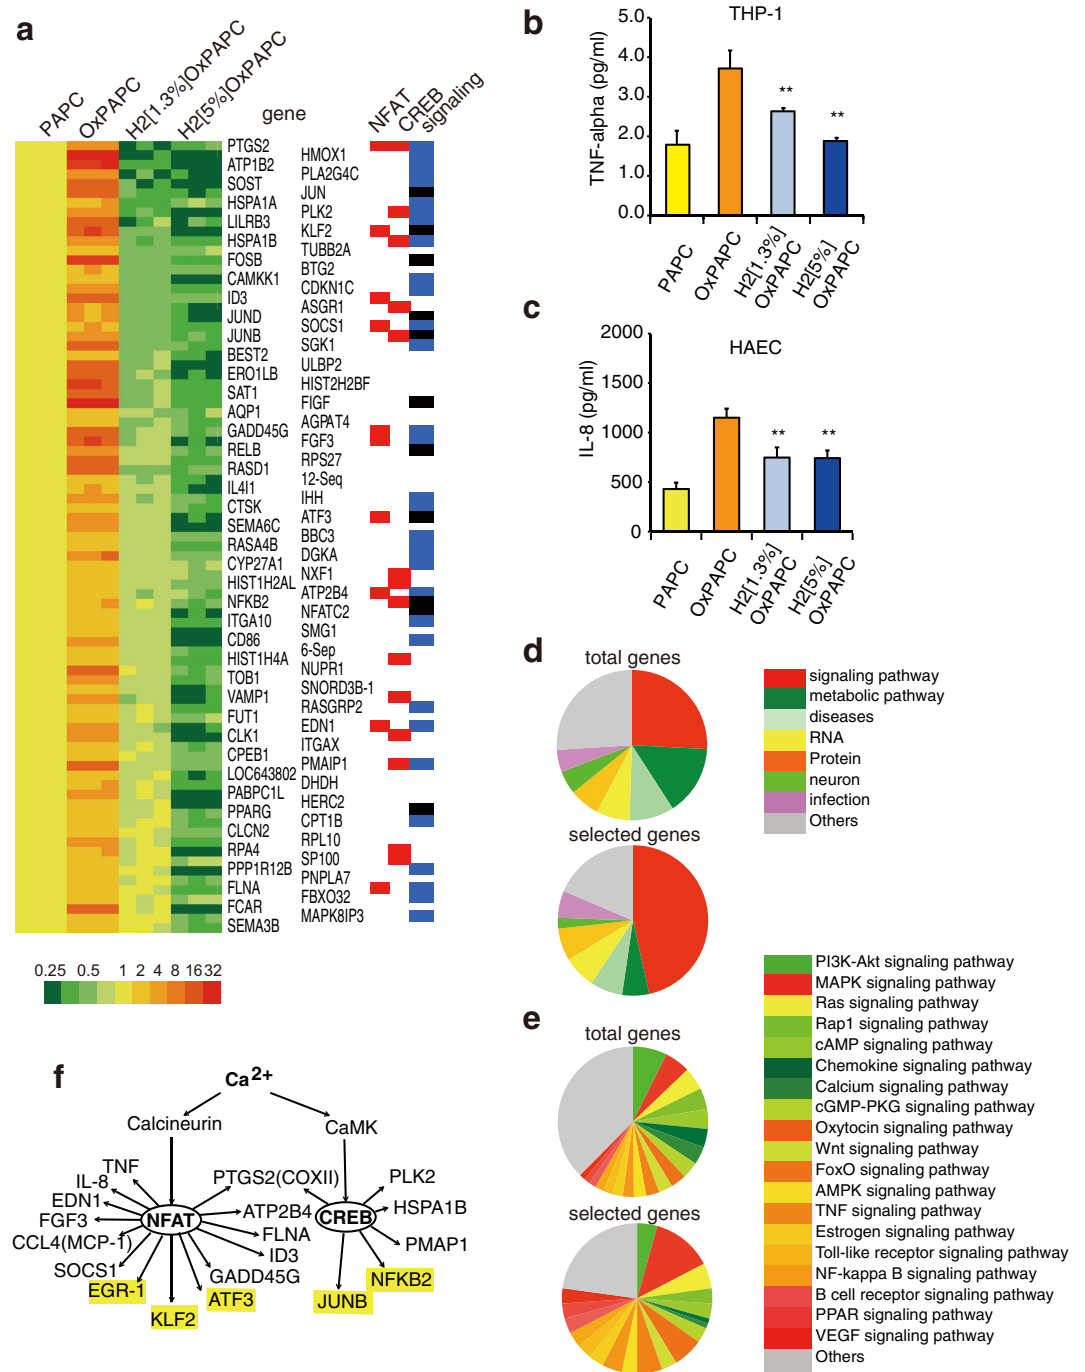 a
PAPC
OxPAPC
H2[1.3%]OxPAPC
H2[5%]OxPAPC
gene
NFAT
CREB
signaling
PTGS2
HMOX1
ATP1B2
PLA2G4C
SOST
JUN
HSPA1A
PLK2
LILRB3
KLF2
HSPA1B
TUBB2A
FOSB
BTG2
CAMKK1
CDKN1C
ID3
ASGR1
JUND
SOCS1
JUNB
SGK1
BEST2
ULBP2
ERO1LB
HIST2H2BF
SAT1
FIGF
AQP1
AGPAT4
GADD45G
FGF3
RELB
RPS27
RASD1
12-Seq
IL4I1
IHH
CTSK
ATF3
SEMA6C
BBC3
RASA4B
DGKA
CYP27A1
NXF1
HIST1H2AL
ATP2B4
NFKB2
NFATC2
ITGA10
SMG1
CD86
6-Sep
HIST1H4A
NUPR1
TOB1
SNORD3B-1
VAMP1
RASGRP2
FUT1
EDN1
CLK1
ITGAX
CPEB1
PMAIP1
LOC643802
DHDH
PABPC1L
HERC2
PPARG
CPT1B
CLCN2
RPL10
RPA4
SP100
PPP1R12B
PNPLA7
FLNA
FBXO32
FCAR
MAPK8IP3
SEMA3B
0.25 0.5 1 2 4 8 16 32
b
THP-1
TNF-alpha (pg/ml)
5.0
4.0
3.0
2.0
1.0
0.0
**
**
PAPC
OxPAPC
H2[1.3%]
OxPAPC
H2[5%]
OxPAPC
c
HAEC
IL-8 (pg/ml)
2000
1500
1000
500
0
**
**
PAPC
OxPAPC
H2[1.3%]
OxPAPC
H2[5%]
OxPAPC
d
total genes
selected genes
signaling pathway
metabolic pathway
diseases
RNA
Protein
neuron
infection
Others
e
total genes
selected genes
PI3K-Akt signaling pathway
MAPK signaling pathway
Ras signaling pathway
Rap1 signaling pathway
cAMP signaling pathway
Chemokine signaling pathway
Calcium signaling pathway
cGMP-PKG signaling pathway
Oxytocin signaling pathway
Wnt signaling pathway
FoxO signaling pathway
AMPK signaling pathway
TNF signaling pathway
Estrogen signaling pathway
Toll-like receptor signaling pathway
NF-kappa B signaling pathway
B cell receptor signaling pathway
PPAR signaling pathway
VEGF signaling pathway
Others
f
Ca2+
Calcineurin
CaMK
TNF
IL-8
EDN1
FGF3
CCL4(MCP-1)
SOCS1
EGR-1
KLF2
ATF3
GADD45G
ID3
FLNA
ATP2B4
PTGS2(COXII)
NFAT
CREB
PLK2
HSPA1B
PMAP1
NFKB2
JUNB